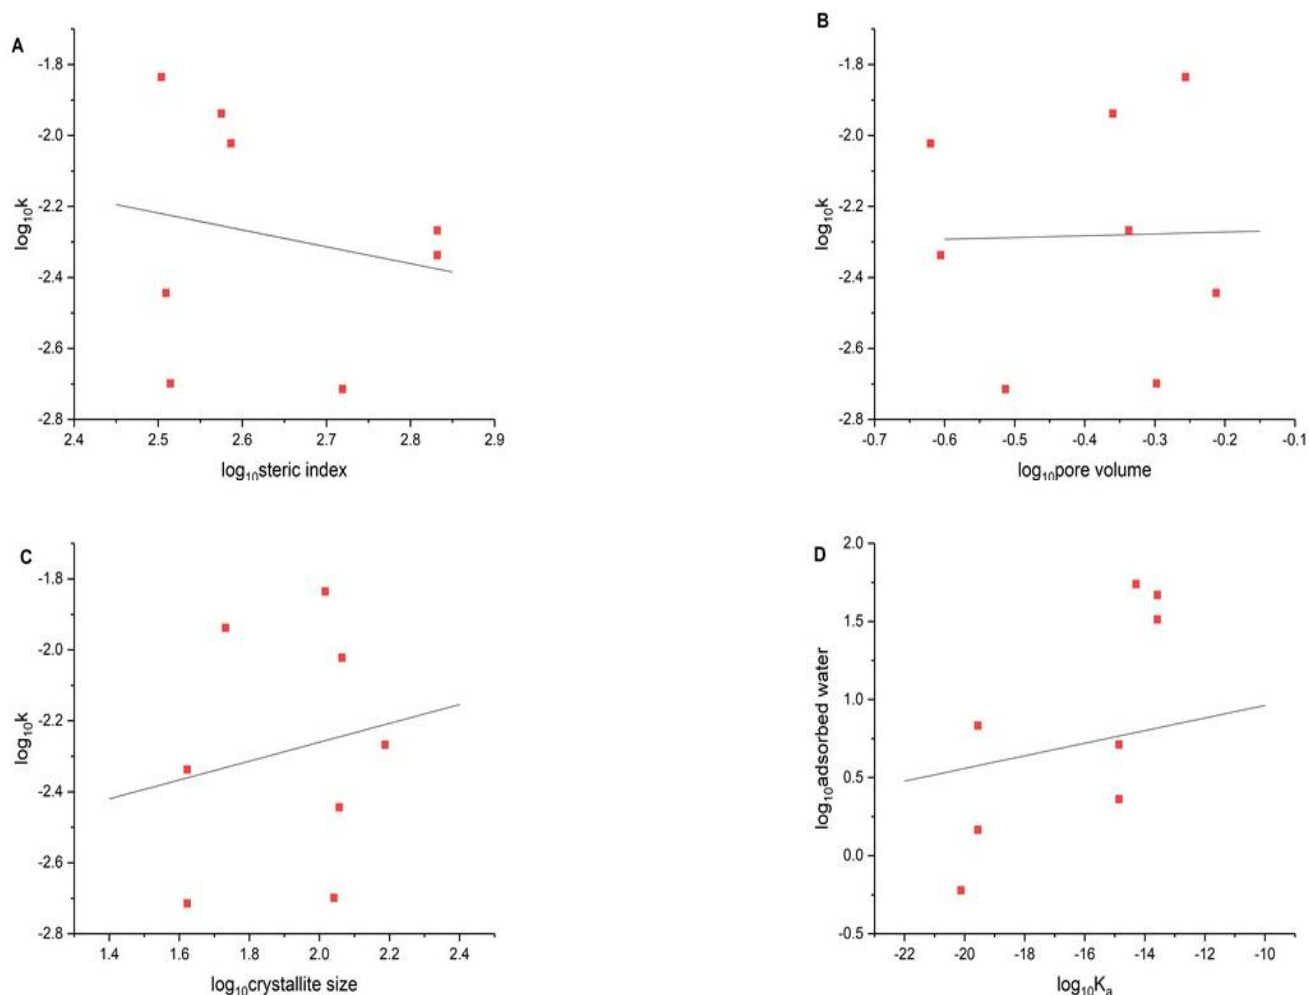 A
-1.8
-2.0
-2.2
-2.4
-2.6
-2.8
log₁₀k
2.4 2.5 2.6 2.7 2.8 2.9
log₁₀steric index
B
-1.8
-2.0
-2.2
-2.4
-2.6
-2.8
log₁₀k
-0.7 -0.6 -0.5 -0.4 -0.3 -0.2 -0.1
log₁₀pore volume
C
-1.8
-2.0
-2.2
-2.4
-2.6
-2.8
log₁₀k
1.4 1.6 1.8 2.0 2.2 2.4
log₁₀crystallite size
D
2.0
1.5
1.0
0.5
0.0
-0.5
log₁₀adsorbed water
-22 -20 -18 -16 -14 -12 -10
log₁₀Kₐ